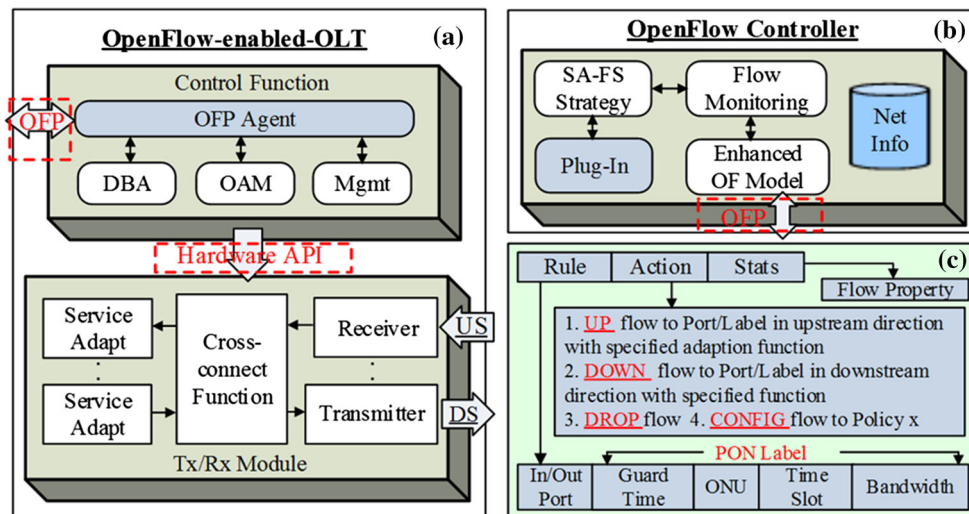 OpenFlow-enabled-OLT (a)
Control Function
OFP
OFP Agent
DBA
OAM
Mgmt
Hardware API
Service
Adapt
Cross-
connect
Function
Receiver
US
Service
Adapt
Transmitter
DS
Tx/Rx Module
OpenFlow Controller (b)
SA-FS
Strategy
Flow
Monitoring
Net
Info
Plug-In
Enhanced
OF Model
OFP
(c)
Rule
Action
Stats
Flow Property
1. UP flow to Port/Label in upstream direction
with specified adaption function
2. DOWN flow to Port/Label in downstream
direction with specified function
3. DROP flow 4. CONFIG flow to Policy x
PON Label
In/Out
Port
Guard
Time
ONU
Time
Slot
Bandwidth